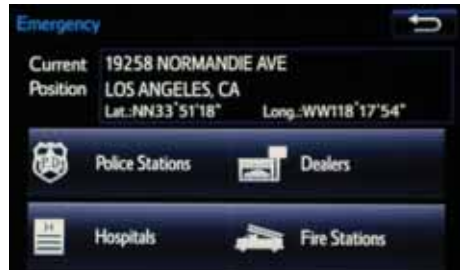 Emergency
Current 19258 NORMANDIE AVE
Position LOS ANGELES, CA
Lat.:NN33°51'18" Long.:WW118°17'54"
Police Stations Dealers
Hospitals Fire Stations